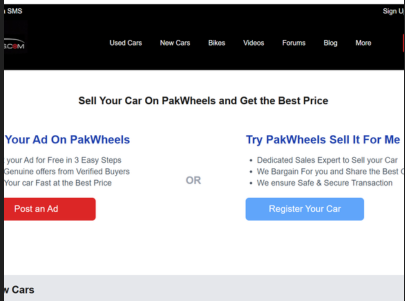 SMS
Sign U
Used Cars New Cars Bikes Videos Forums Blog More
Sell Your Car On PakWheels and Get the Best Price
Your Ad On PakWheels
your Ad for Free in 3 Easy Steps
Genuine offers from Verified Buyers
Your car Fast at the Best Price
Post an Ad
OR
Try PakWheels Sell It For Me
Dedicated Sales Expert to Sell your Car
We Bargain For you and Share the Best
We ensure Safe & Secure Transaction
Register Your Car
Cars